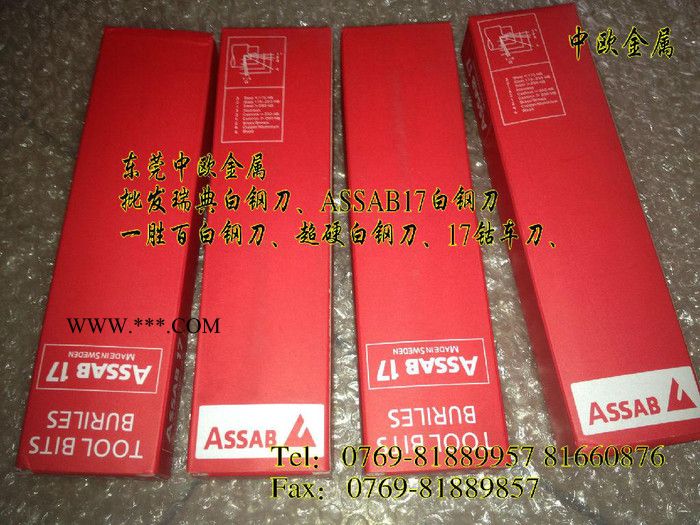 中欧金属
东莞中欧金属
批发瑞典白钢刀、ASSAB17白钢刀
一胜百白钢刀、超硬白钢刀、17钴车刀、
WWW.***.COM
ASSAB 17
MADE IN SWEDEN
TOOL BITS
BURILES
ASSAB 17
ASSAB
ASSAB 17
MADE IN SWEDEN
TOOL BITS
BURILES
ASSAB
Tel：0769-81889957 81660876
Fax：0769-81889857